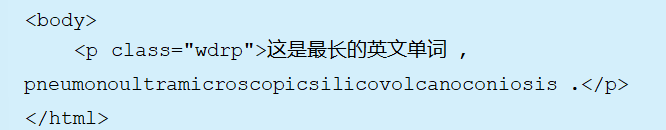 <body>
<p class="wdrp">这是最长的英文单词 ,
pneumonoultramicroscopicsilicovolcanoconiosis .</p>
</html>